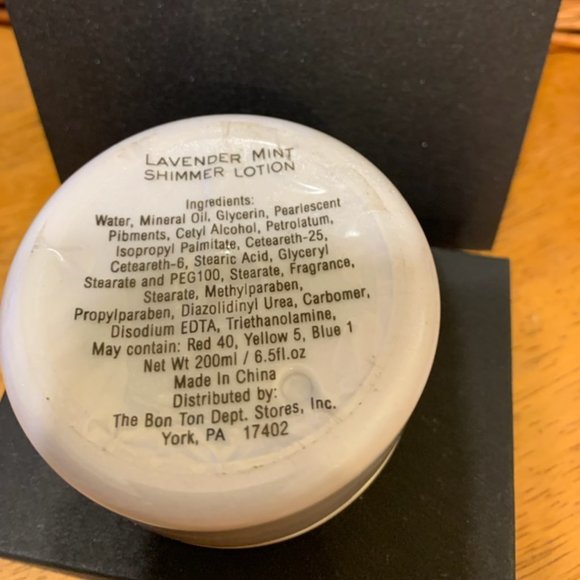 LAVENDER MINT
SHIMMER LOTION
Ingredients:
Water, Mineral Oil, Glycerin, Pearlescent
Pibments, Cetyl Alcohol, Petrolatum,
Isopropyl Palmitate, Ceteareth-25,
Ceteareth-6, Stearic Acid, Glyceryl
Stearate and PEG100, Stearate, Fragrance,
Stearate, Methylparaben,
Propylparaben, Diazolidinyl Urea, Carbomer,
Disodium EDTA, Triethanolamine,
May contain: Red 40, Yellow 5, Blue 1
Net Wt 200ml / 6.5fl.oz
Made In China
Distributed by:
The Bon Ton Dept. Stores, Inc.
York, PA 17402